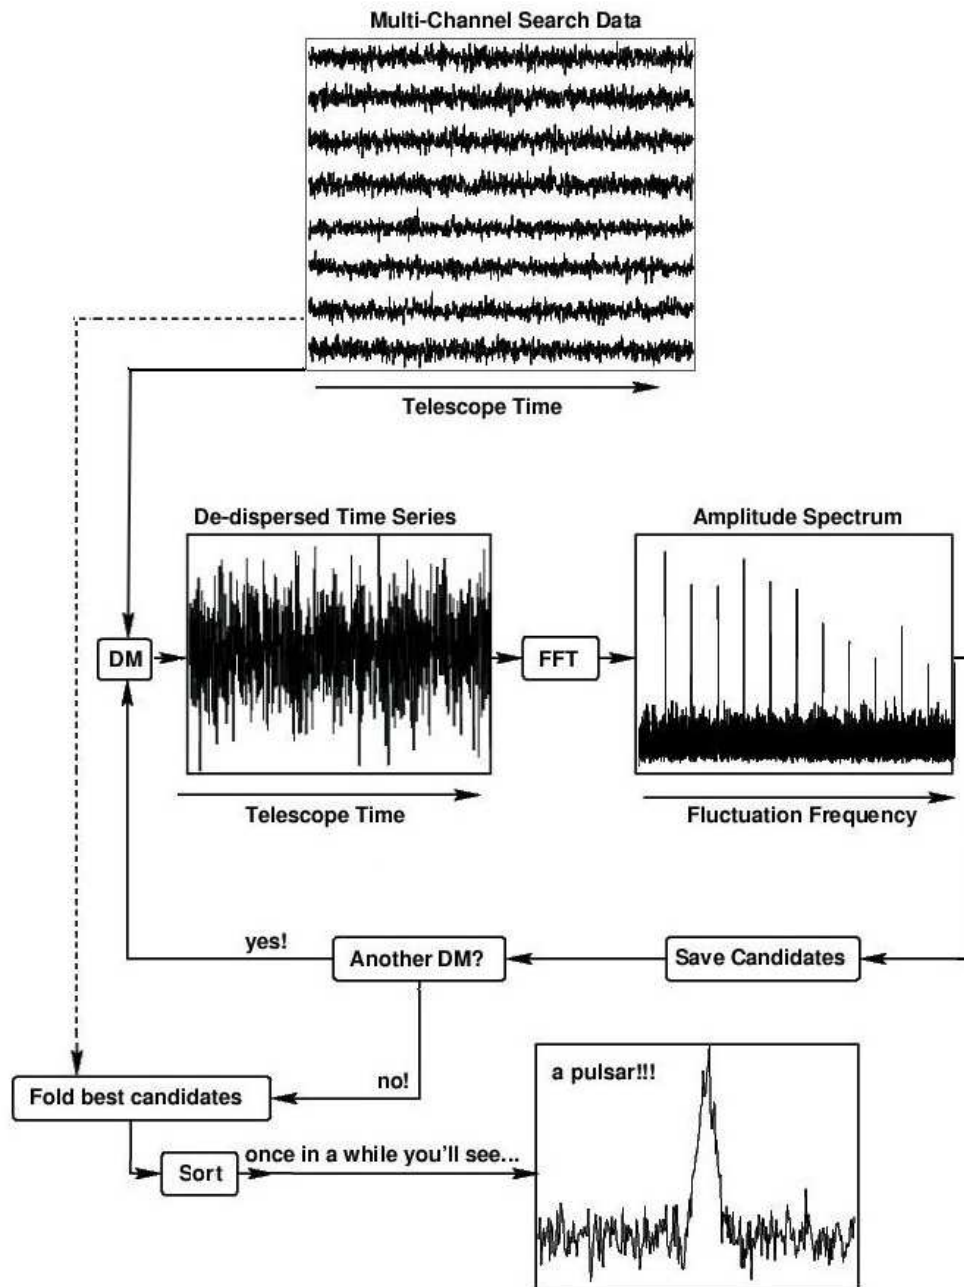 Multi-Channel Search Data
Telescope Time
De-dispersed Time Series
Amplitude Spectrum
DM
FFT
Telescope Time
Fluctuation Frequency
yes!
Another DM?
Save Candidates
no!
a pulsar!!!
Fold best candidates
once in a while you'll see...
Sort